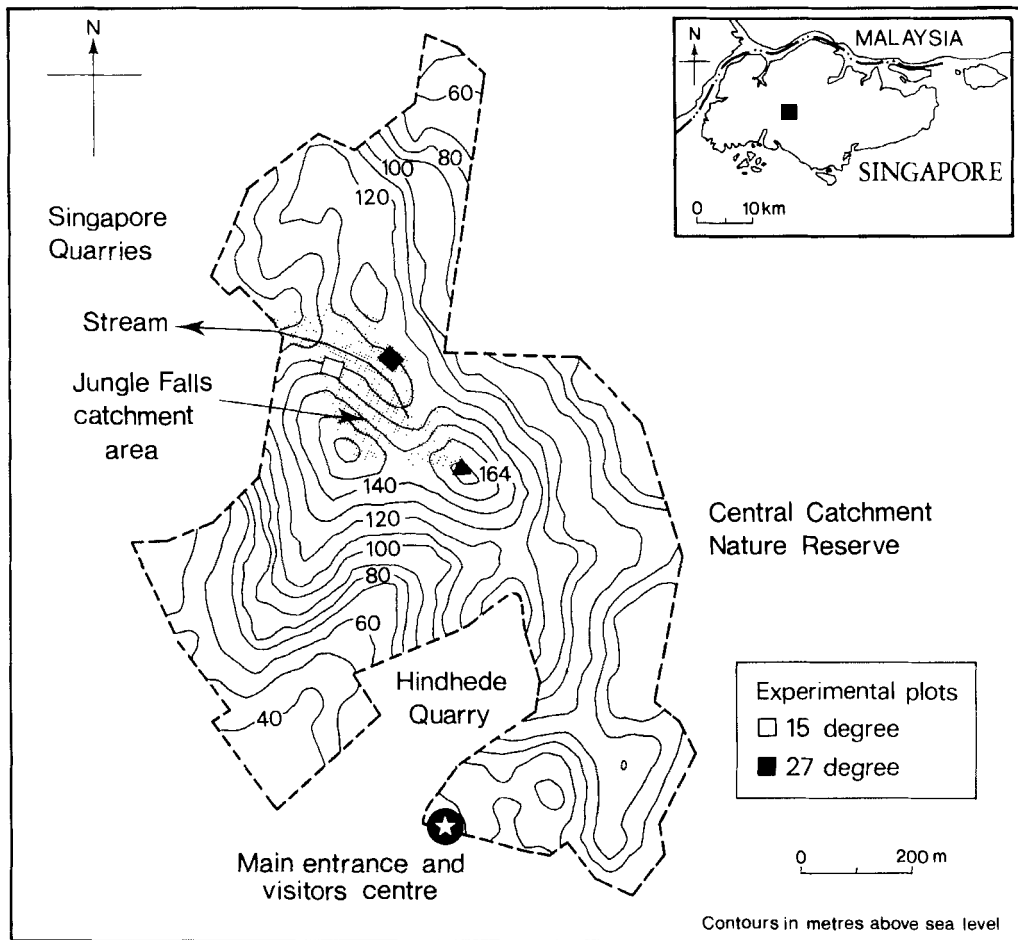 N
N
MALAYSIA
SINGAPORE
0 10 km
60
80
100
120
Singapore
Quarries
Stream
Jungle Falls
catchment
area
164
140
120
100
80
60
40
Central Catchment
Nature Reserve
Hindhede
Quarry
Experimental plots
15 degree
27 degree
Main entrance and
visitors centre
0 200 m
Contours in metres above sea level